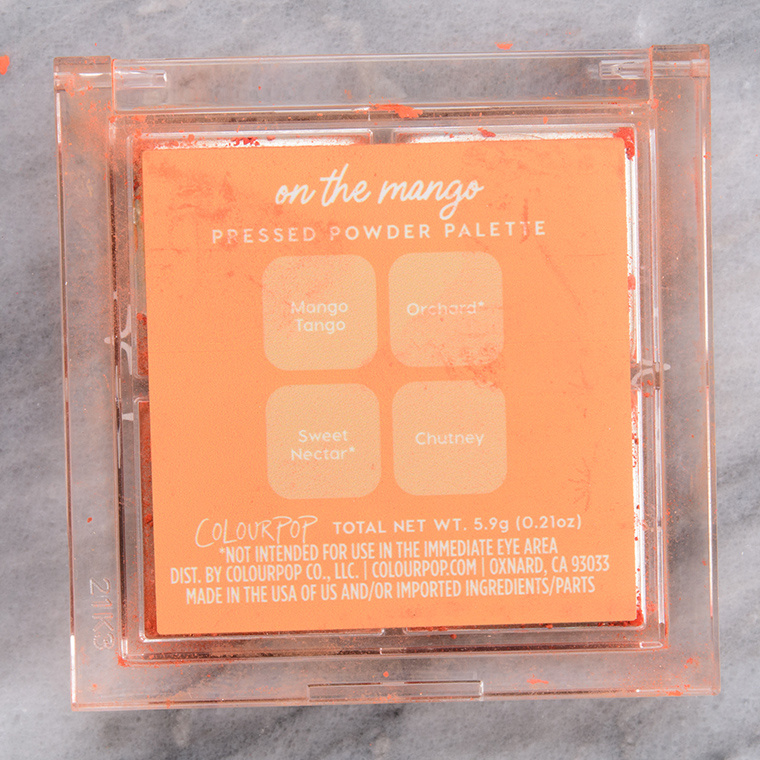 on the mango
PRESSED POWDER PALETTE
Mango
Tango
Orchard*
Sweet
Nectar*
Chutney
COLOURPOP TOTAL NET WT. 5.9g (0.21oz)
*NOT INTENDED FOR USE IN THE IMMEDIATE EYE AREA
DIST. BY COLOURPOP CO., LLC. | COLOURPOP.COM | OXNARD, CA 93033
MADE IN THE USA OF US AND/OR IMPORTED INGREDIENTS/PARTS
21K3